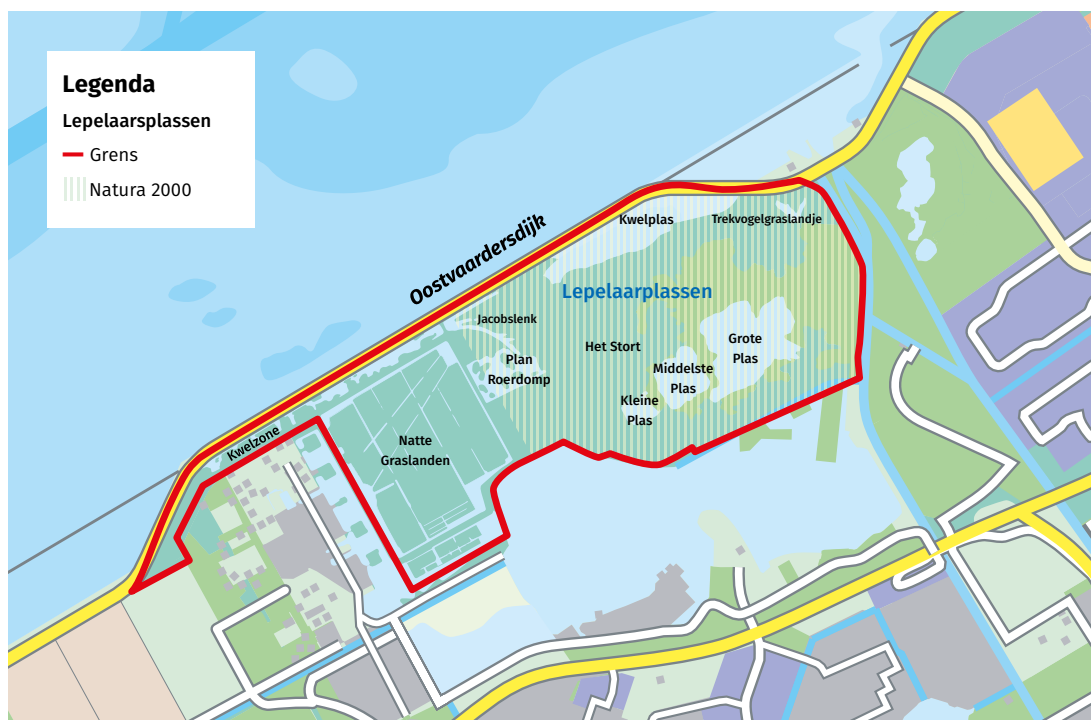 Legenda
Lepelaarsplassen
Grens
Natura 2000
Oostvaardersdijk
Kwelplas
Trekvogelgraslandje
Lepelaarplassen
Jacobslenk
Het Stort
Grote
Plas
Plan
Roerdomp
Middelste
Plas
Kleine
Plas
Kwelzone
Natte
Graslanden